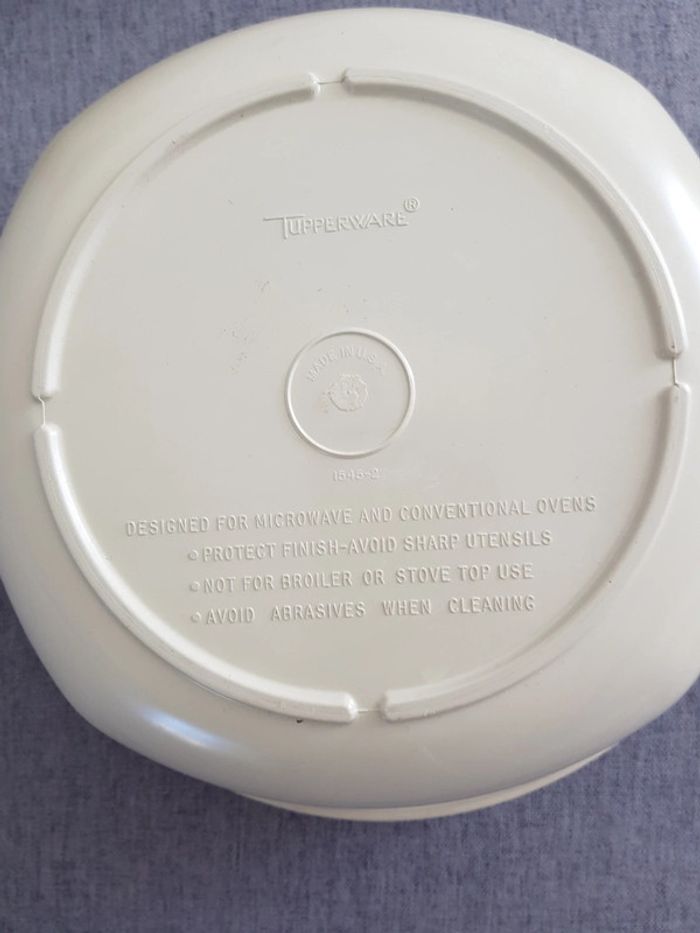 TUPPERWARE®
MADE IN U.S.A.
1545-2
DESIGNED FOR MICROWAVE AND CONVENTIONAL OVENS
○ PROTECT FINISH-AVOID SHARP UTENSILS
○ NOT FOR BROILER OR STOVE TOP USE
○ AVOID ABRASIVES WHEN CLEANING